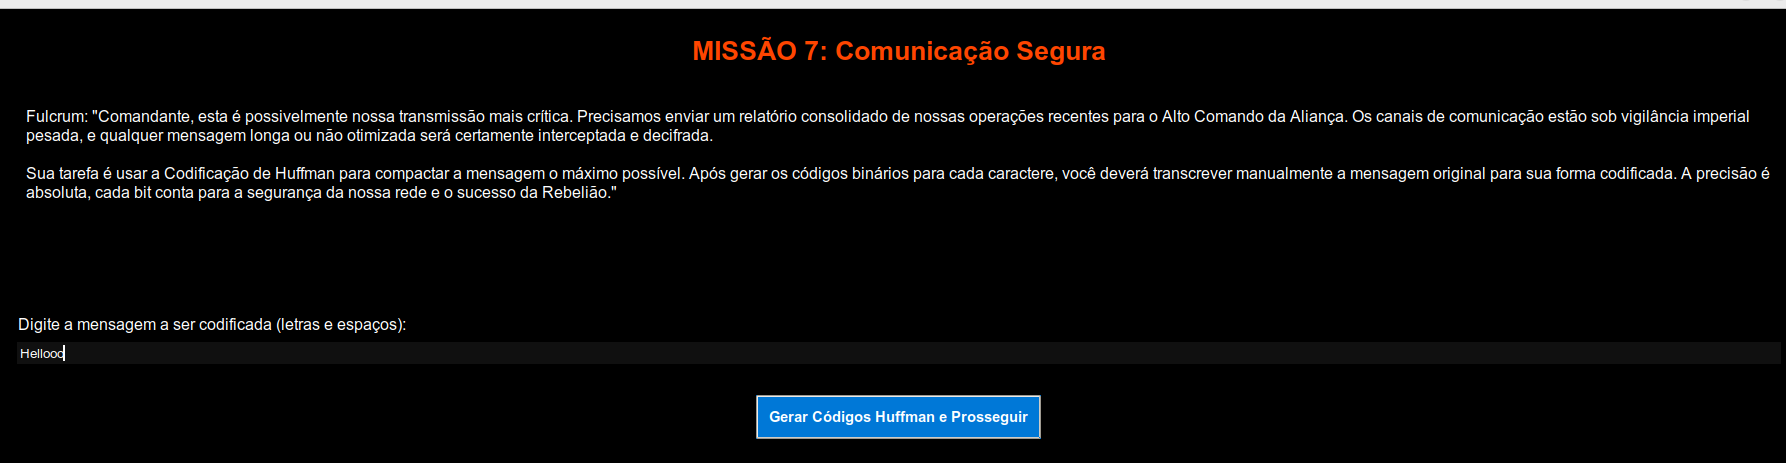 MISSÃO 7: Comunicação Segura
Fulcrum: "Comandante, esta é possivelmente nossa transmissão mais crítica. Precisamos enviar um relatório consolidado de nossas operações recentes para o Alto Comando da Aliança. Os canais de comunicação estão sob vigilância imperial
pesada, e qualquer mensagem longa ou não otimizada será certamente interceptada e decifrada.
Sua tarefa é usar a Codificação de Huffman para compactar a mensagem o máximo possível. Após gerar os códigos binários para cada caractere, você deverá transcrever manualmente a mensagem original para sua forma codificada. A precisão é
absoluta, cada bit conta para a segurança da nossa rede e o sucesso da Rebelião."
Digite a mensagem a ser codificada (letras e espaços):
Hellooo
Gerar Códigos Huffman e Prosseguir